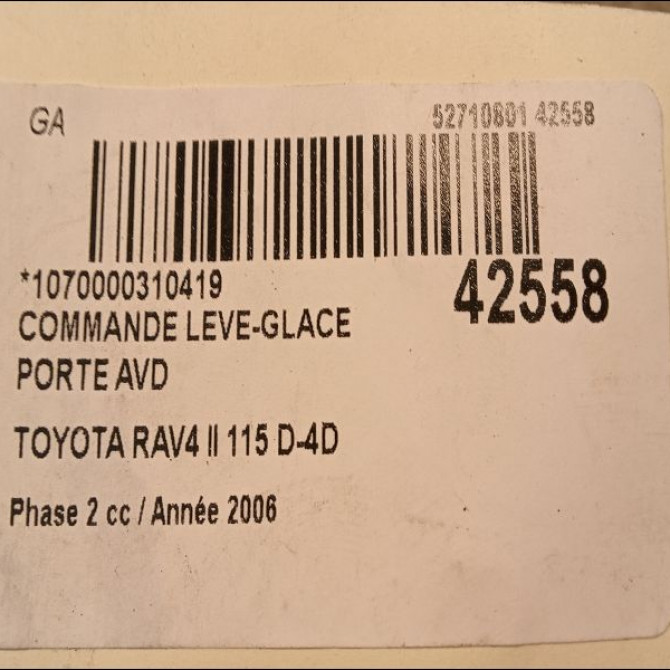 GA
52710801 42558
*1070000310419
42558
COMMANDE LEVE-GLACE
PORTE AVD
TOYOTA RAV4 II 115 D-4D
Phase 2 cc / Année 2006